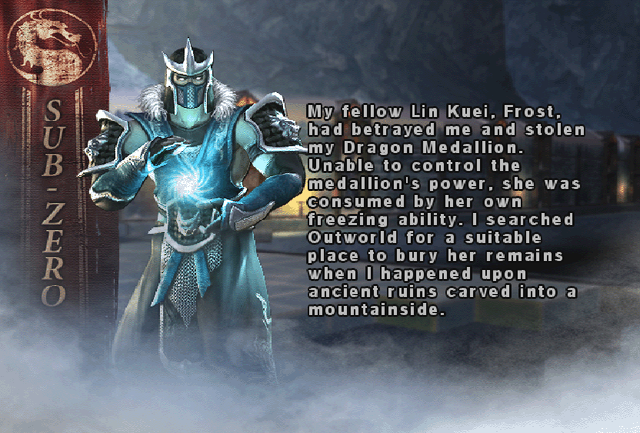 SUB-ZERO
My fellow Lin Kuei, Frost,
had betrayed me and stolen
my Dragon Medallion.
Unable to control the
medallion's power, she was
consumed by her own
freezing ability. I searched
Outworld for a suitable
place to bury her remains
when I happened upon
ancient ruins carved into a
mountainside.